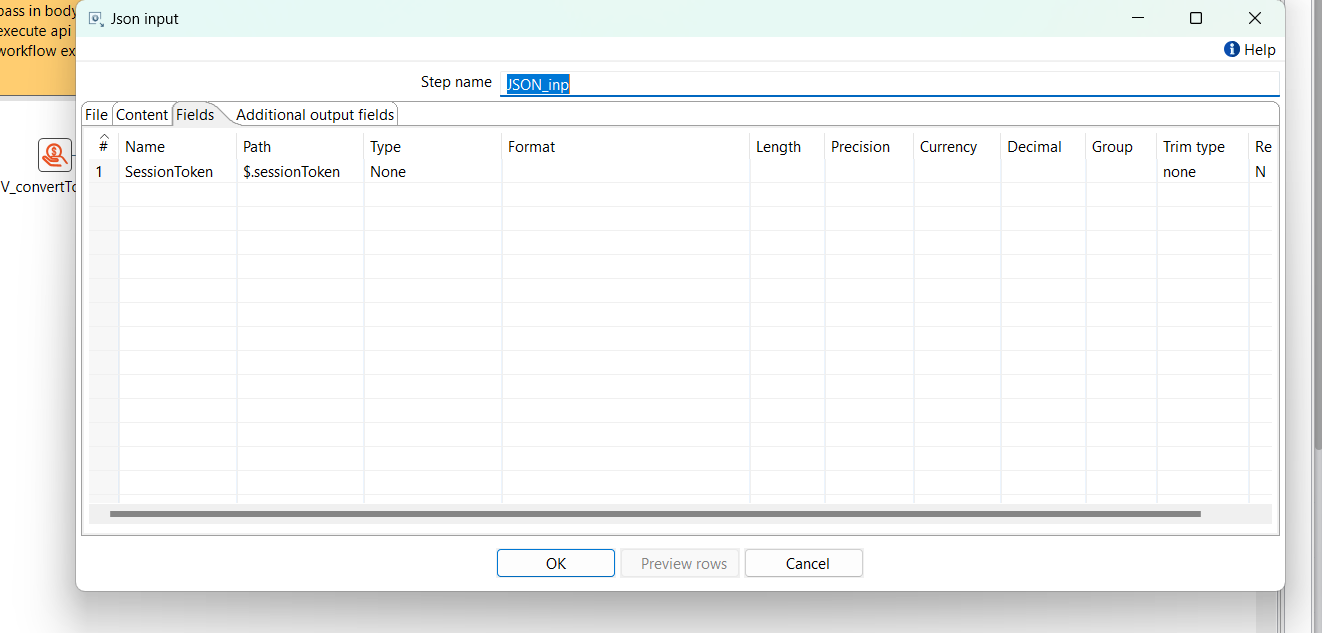 pass in body
execute api
workflow ex
V_convertTo
Json input
Help
Step name JSON_inp
File Content Fields Additional output fields
# Name Path Type Format Length Precision Currency Decimal Group Trim type Re
1 SessionToken $.sessionToken None none N
OK Preview rows Cancel